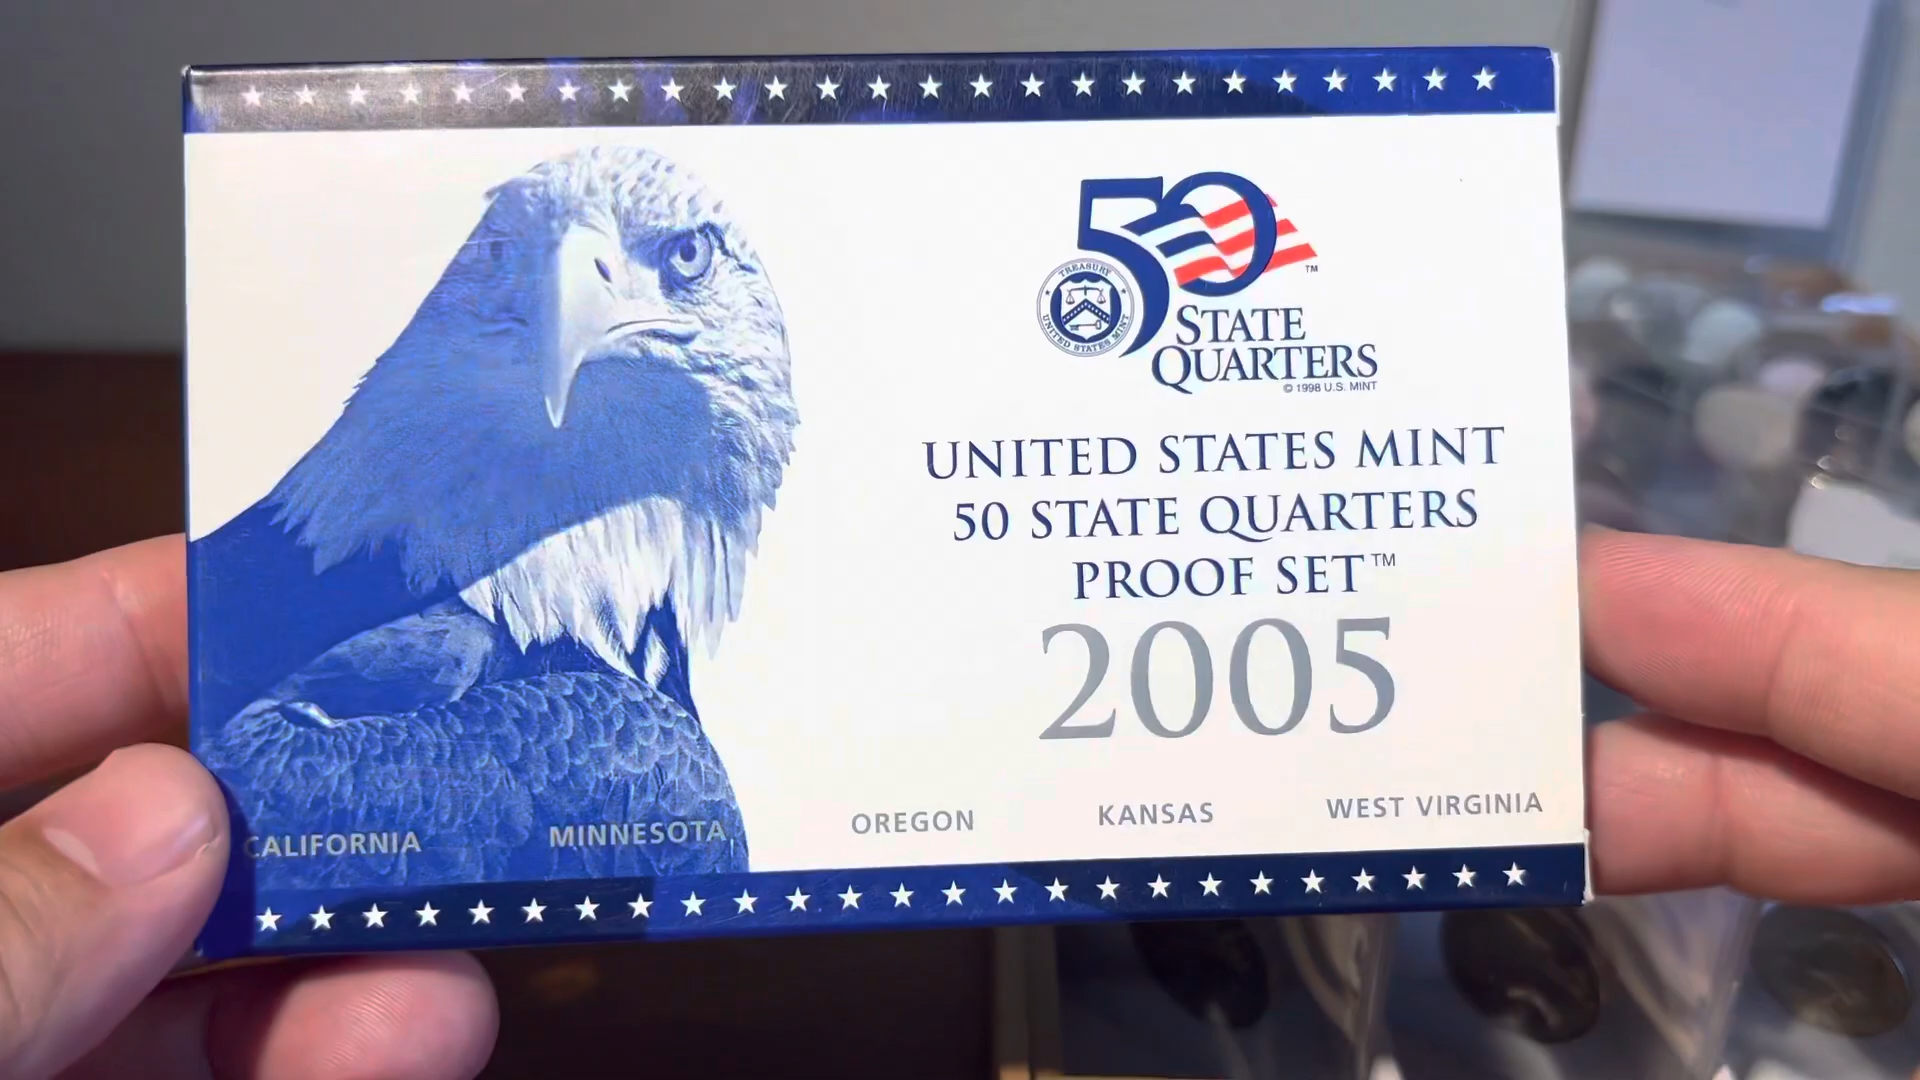 50
TREASURY
UNITED STATES MINT
TM
STATE
QUARTERS
© 1998 U.S. MINT
UNITED STATES MINT
50 STATE QUARTERS
PROOF SET™
2005
CALIFORNIA MINNESOTA OREGON KANSAS WEST VIRGINIA